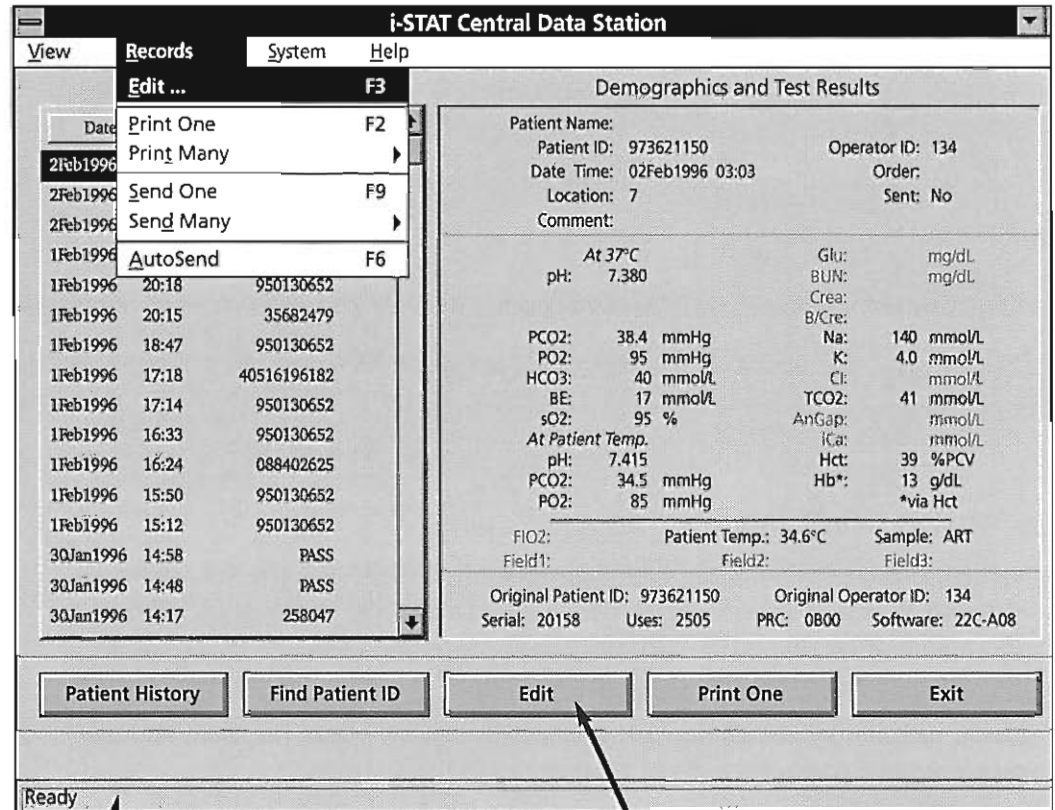 i-STAT Central Data Station
View Records System Help
Edit ... F3
Print One F2
Print Many
Send One F9
Send Many
AutoSend F6
Date
2Feb1996
2Feb1996
2Feb1996
1Feb1996
1Feb1996 20:18 950130652
1Feb1996 20:15 35682479
1Feb1996 18:47 950130652
1Feb1996 17:18 40516196182
1Feb1996 17:14 950130652
1Feb1996 16:33 950130652
1Feb1996 16:24 088402625
1Feb1996 15:50 950130652
1Feb1996 15:12 950130652
30Jan1996 14:58 PASS
30Jan1996 14:48 PASS
30Jan1996 14:17 258047
Demographics and Test Results
Patient Name:
Patient ID: 973621150 Operator ID: 134
Date Time: 02Feb1996 03:03 Order:
Location: 7 Sent: No
Comment:
At 37°C Glu: mg/dL
pH: 7.380 BUN: mg/dL
Crea:
B/Cre:
PCO2: 38.4 mmHg Na: 140 mmol/L
PO2: 95 mmHg K: 4.0 mmol/L
HCO3: 40 mmol/L Cl: mmol/L
BE: 17 mmol/L TCO2: 41 mmol/L
sO2: 95 % AnGap: mmol/L
At Patient Temp. iCa: mmol/L
pH: 7.415 Hct: 39 %PCV
PCO2: 34.5 mmHg Hb*: 13 g/dL
PO2: 85 mmHg *via Hct
FIO2: Patient Temp.: 34.6°C Sample: ART
Field1: Field2: Field3:
Original Patient ID: 973621150 Original Operator ID: 134
Serial: 20158 Uses: 2505 PRC: 0B00 Software: 22C-A08
Patient History Find Patient ID Edit Print One Exit
Ready